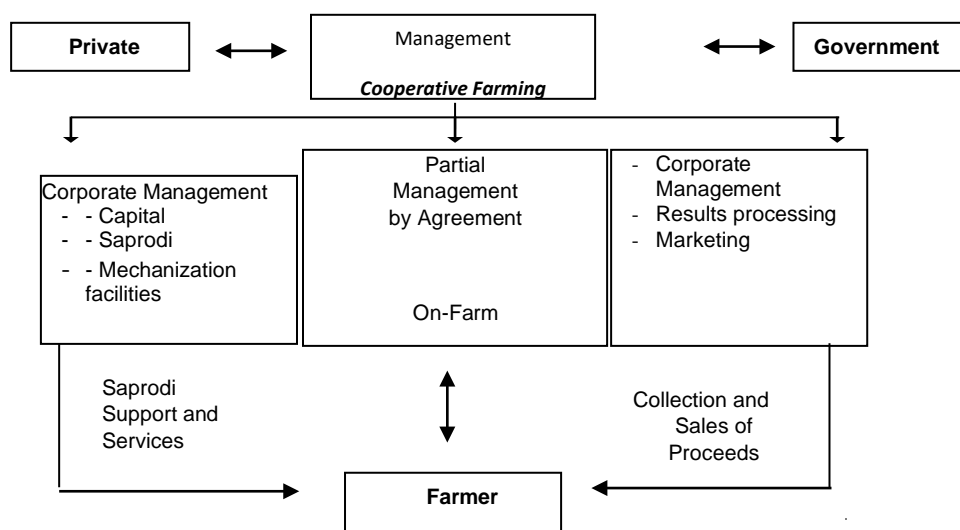 Private
Management
Cooperative Farming
Government
Corporate Management
- - Capital
- - Saprodi
- - Mechanization
facilities
Partial
Management
by Agreement
On-Farm
- Corporate
Management
- Results processing
- Marketing
Saprodi
Support and
Services
Collection and
Sales of
Proceeds
Farmer
.